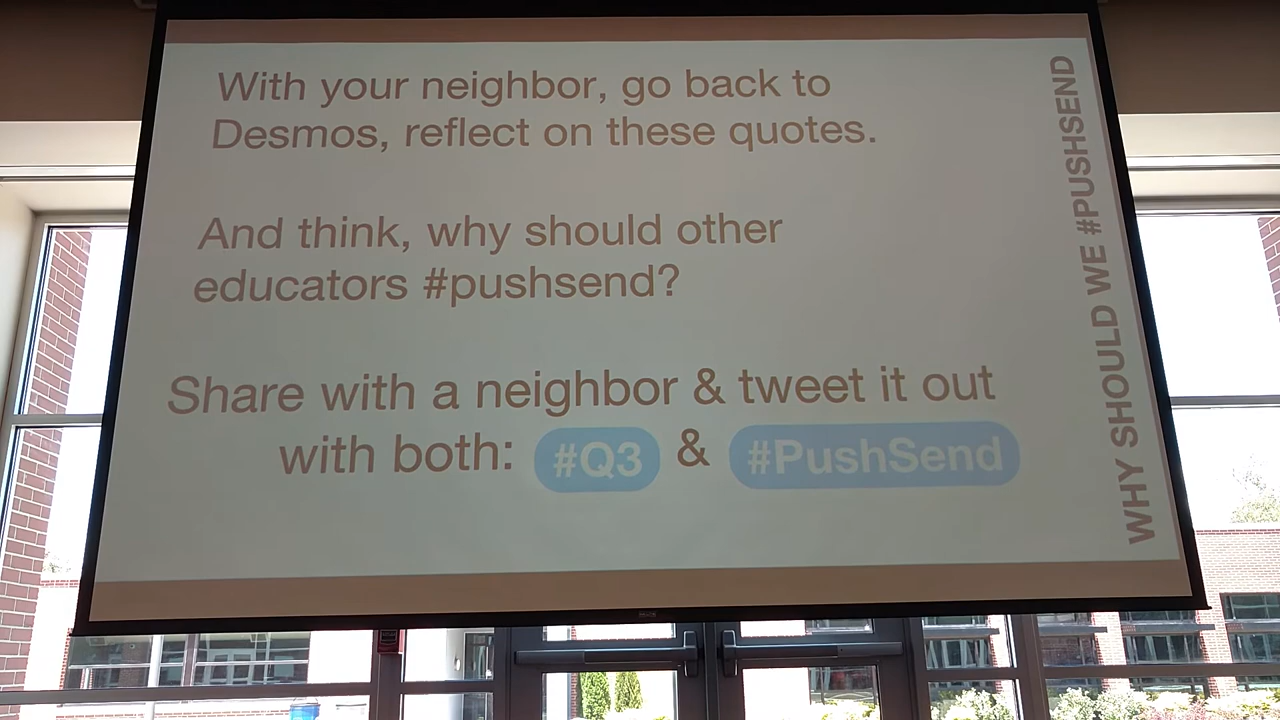 With your neighbor, go back to
Desmos, reflect on these quotes.
And think, why should other
educators #pushsend?
Share with a neighbor & tweet it out
with both: #Q3 & #PushSend
WHY SHOULD WE #PUSHSEND